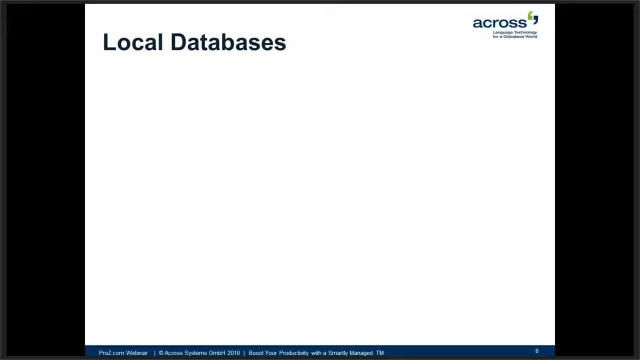 Local Databases
across
Language Technology
for a Globalized World
ProZ.com Webinar | © Across Systems GmbH 2016 | Boost Your Productivity with a Smartly Managed TM
8